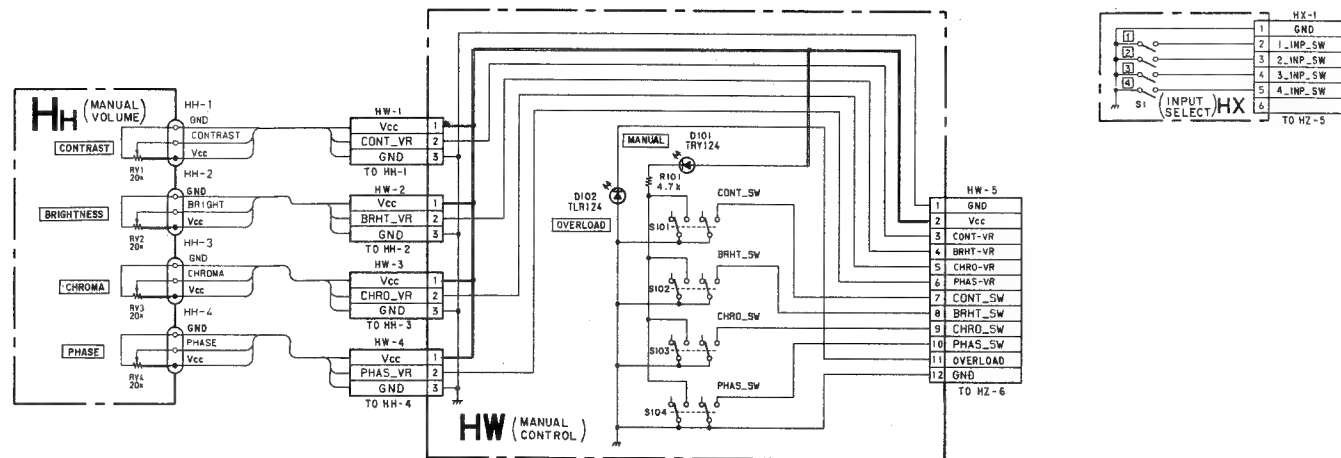 HH (MANUAL VOLUME)
HH-1
GND
CONTRAST
Vcc
CONTRAST
RV1
20K
HH-2
GND
BRIGHT
Vcc
BRIGHTNESS
RV2
20K
HH-3
GND
CHROMA
Vcc
CHROMA
RV3
20K
HH-4
GND
PHASE
Vcc
PHASE
RV4
20K
HW-1
Vcc 1
CONT_VR 2
GND 3
TO HH-1
HW-2
Vcc 1
BRHT_VR 2
GND 3
TO HH-2
HW-3
Vcc 1
CHRO_VR 2
GND 3
TO HH-3
HW-4
Vcc 1
PHAS_VR 2
GND 3
TO HH-4
HW (MANUAL CONTROL)
MANUAL
D101
TRY124
R101
4.7K
D102
TLR124
OVERLOAD
CONT_SW
S101
BRHT_SW
S102
CHRO_SW
S103
PHAS_SW
S104
HW-5
1 GND
2 Vcc
3 CONT-VR
4 BRHT-VR
5 CHRO-VR
6 PHAS-VR
7 CONT_SW
8 BRHT_SW
9 CHRO_SW
10 PHAS_SW
11 OVERLOAD
12 GND
TO HZ-6
HX-1
1 GND
2 1_INP_SW
3 2_INP_SW
4 3_INP_SW
5 4_INP_SW
6
TO HZ-5
1
2
3
4
S1 (INPUT SELECT) HX